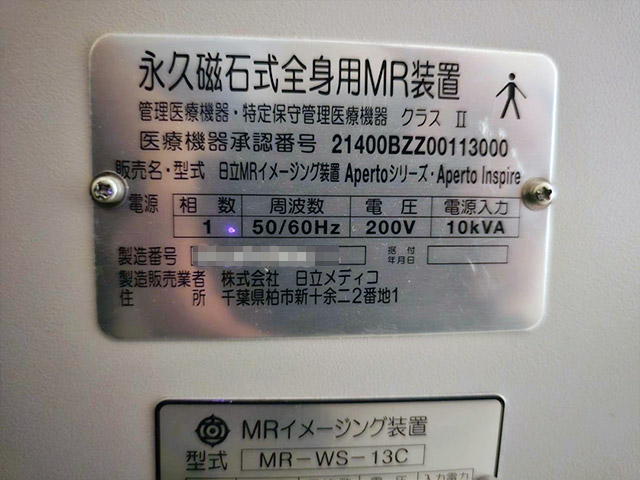 永久磁石式全身用MR装置
管理医療機器・特定保守管理医療機器 クラス Ⅱ
医療機器承認番号 21400BZZ00113000
販売名・型式 日立MRイメージング装置 Apertoシリーズ・Aperto Inspire
電源 相数 周波数 電圧 電源入力
1 50/60Hz 200V 10kVA
製造番号 据付年月日
製造販売業者 株式会社 日立メディコ
住所 千葉県柏市新十余二2番地1
MRイメージング装置
型式 MR-WS-13C